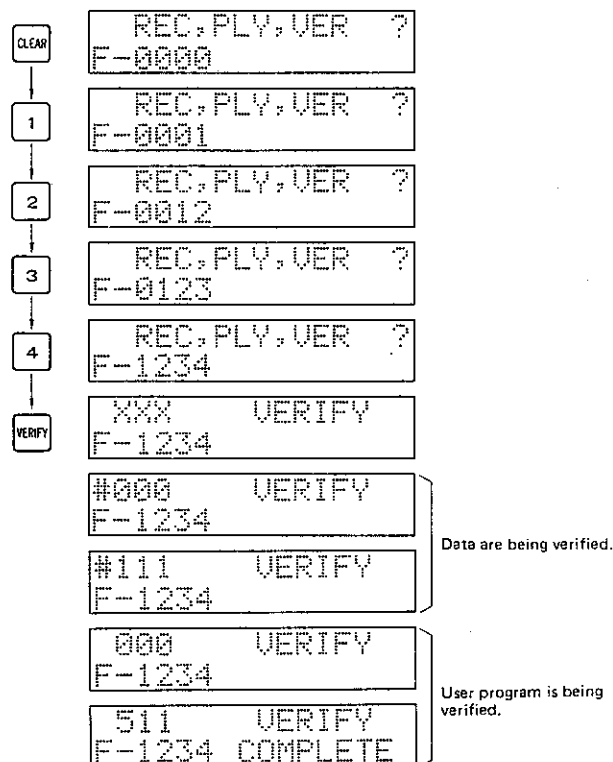 CLEAR
REC,PLY,VER ?
F-0000
1
REC,PLY,VER ?
F-0001
2
REC,PLY,VER ?
F-0012
3
REC,PLY,VER ?
F-0123
4
REC,PLY,VER ?
F-1234
VERIFY
XXX VERIFY
F-1234
#000 VERIFY
F-1234
Data are being verified.
#111 VERIFY
F-1234
000 VERIFY
F-1234
User program is being
verified.
511 VERIFY
F-1234 COMPLETE